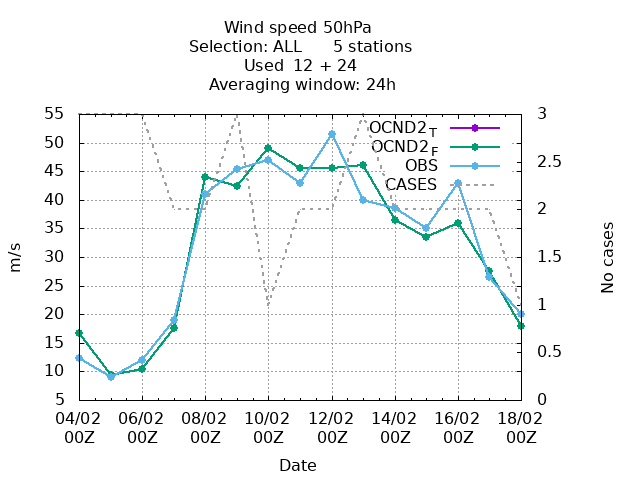 Wind speed 50hPa
Selection: ALL 5 stations
Used 12 + 24
Averaging window: 24h
OCND2_T
OCND2_F
OBS
CASES
m/s
55
50
45
40
35
30
25
20
15
10
5
3
2.5
2
1.5
1
0.5
0
No cases
04/02 06/02 08/02 10/02 12/02 14/02 16/02 18/02
00Z 00Z 00Z 00Z 00Z 00Z 00Z 00Z
Date